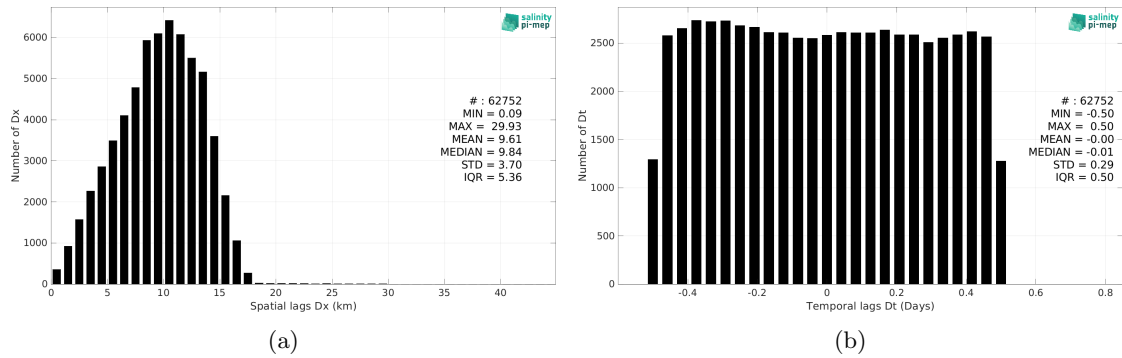 salinity
pi-mep
Number of Dx
6000
5000
4000
3000
2000
1000
0
# : 62752
MIN = 0.09
MAX = 29.93
MEAN = 9.61
MEDIAN = 9.84
STD = 3.70
IQR = 5.36
0 5 10 15 20 25 30 35 40
Spatial lags Dx (km)
(a)
salinity
pi-mep
Number of Dt
2500
2000
1500
1000
500
0
# : 62752
MIN = -0.50
MAX = 0.50
MEAN = -0.00
MEDIAN = -0.01
STD = 0.29
IQR = 0.50
-0.4 -0.2 0 0.2 0.4 0.6 0.8
Temporal lags Dt (Days)
(b)